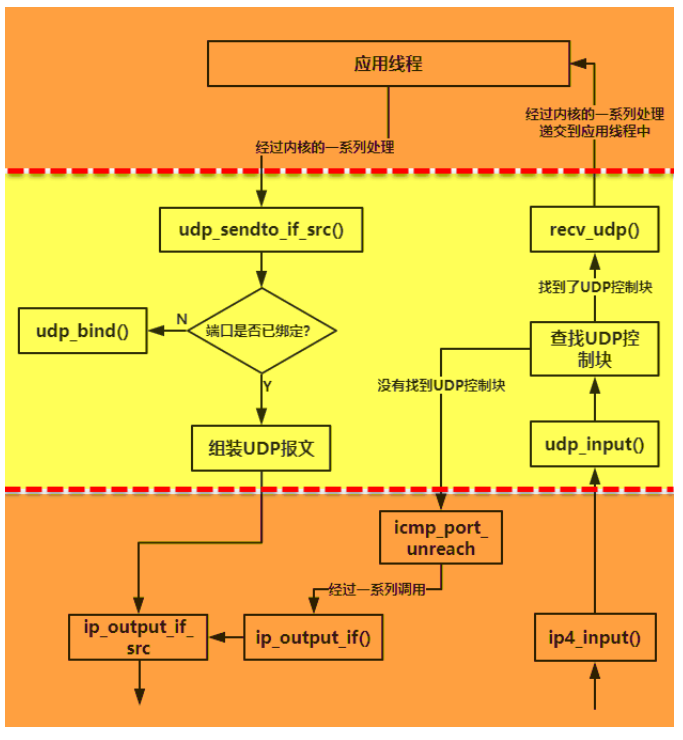 应用线程
经过内核的一系列处理
经过内核的一系列处理
递交到应用线程中
udp_sendto_if_src()
recv_udp()
找到了UDP控制块
udp_bind()
N
端口是否已绑定?
查找UDP控
制块
Y
没有找到UDP控制块
组装UDP报文
udp_input()
icmp_port_
unreach
经过一系列调用
ip_output_if_
src
ip_output_if()
ip4_input()